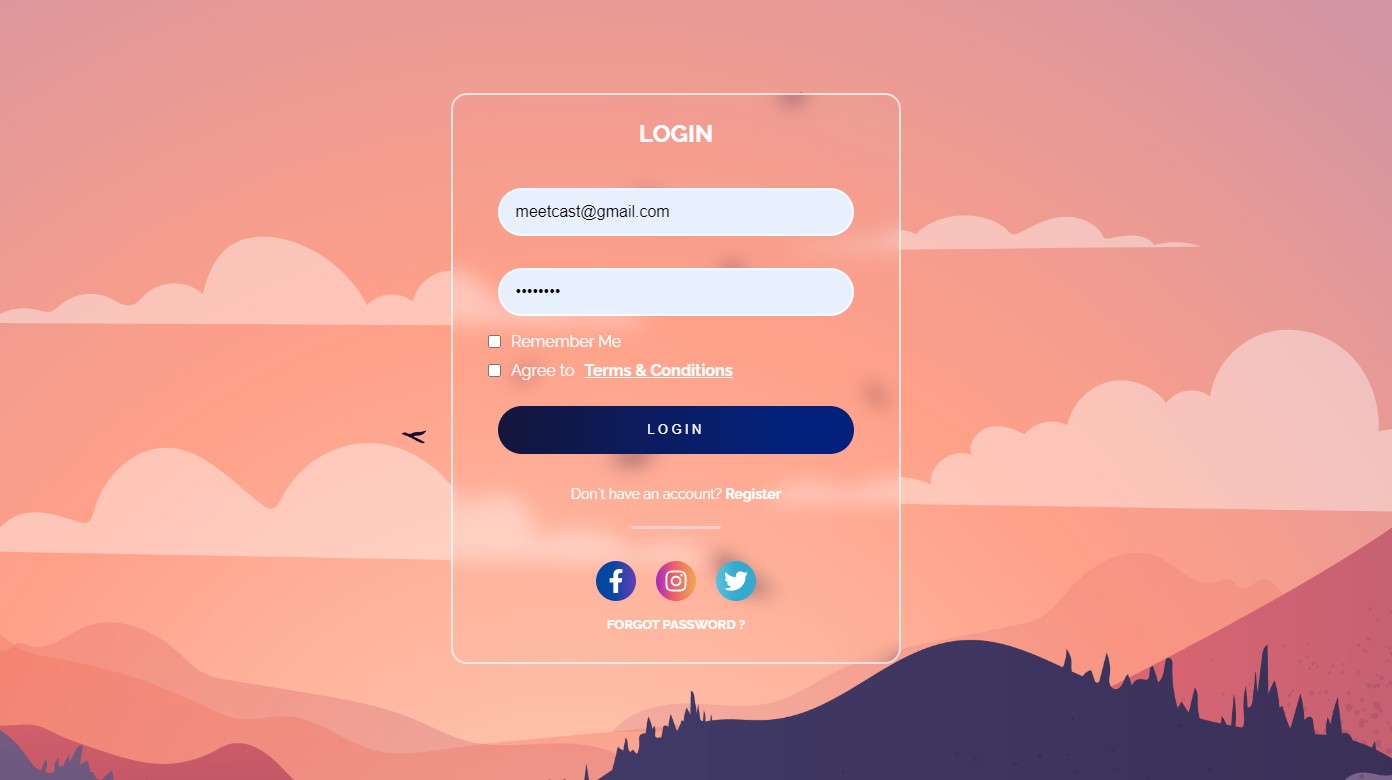 LOGIN
meetcast@gmail.com
••••••••
Remember Me
Agree to Terms & Conditions
LOGIN
Don't have an account? Register
FORGOT PASSWORD ?